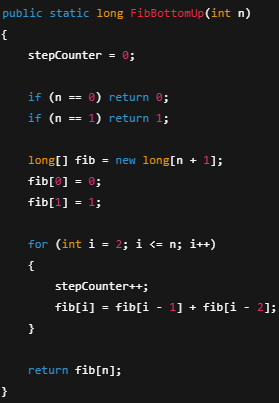 public static long FibBottomUp(int n)
{
    stepCounter = 0;

    if (n == 0) return 0;
    if (n == 1) return 1;

    long[] fib = new long[n + 1];
    fib[0] = 0;
    fib[1] = 1;

    for (int i = 2; i <= n; i++)
    {
        stepCounter++;
        fib[i] = fib[i - 1] + fib[i - 2];
    }

    return fib[n];
}